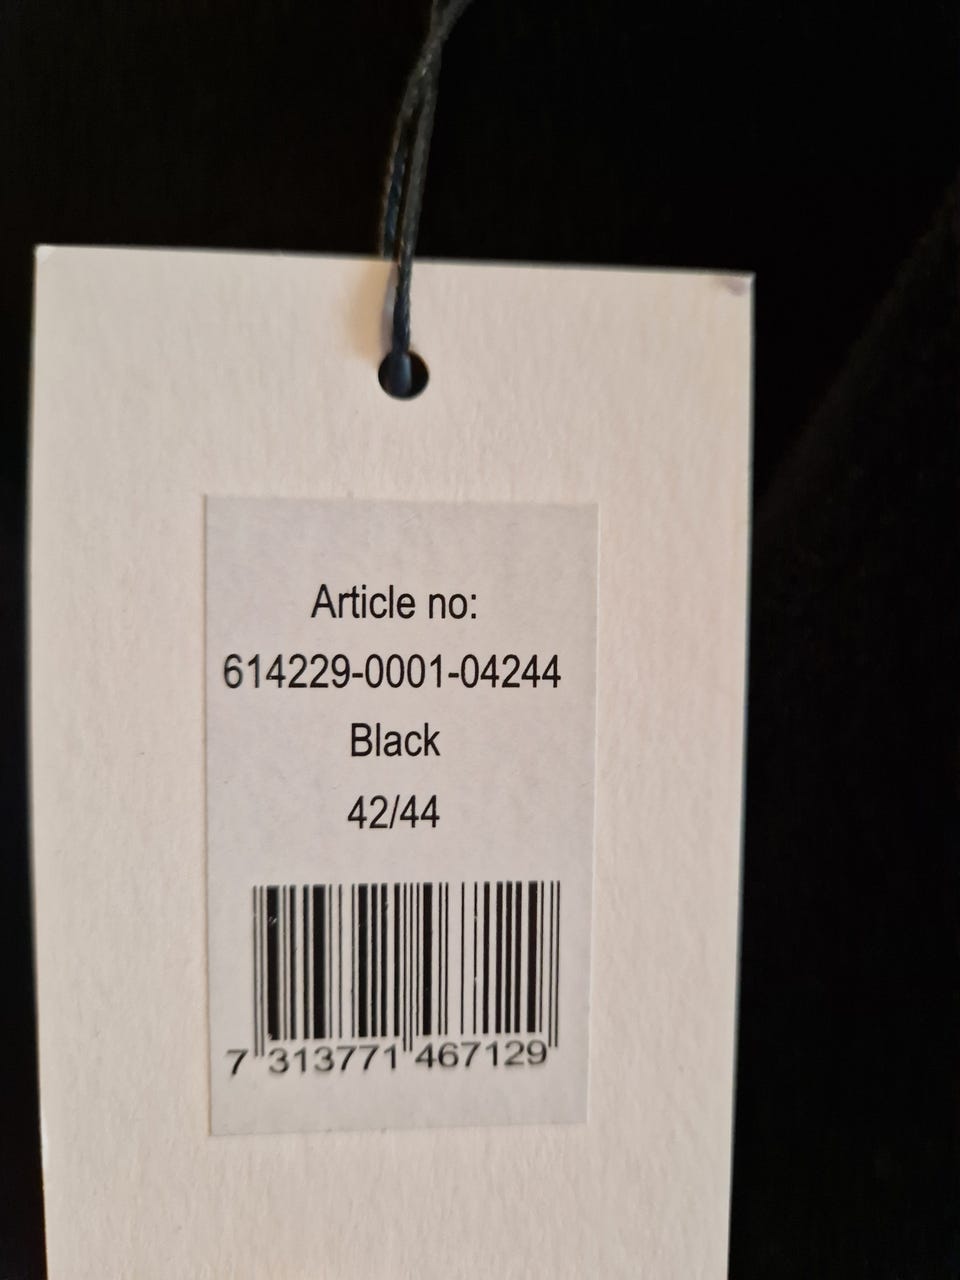 Article no:
614229-0001-04244
Black
42/44
7 313771 467129